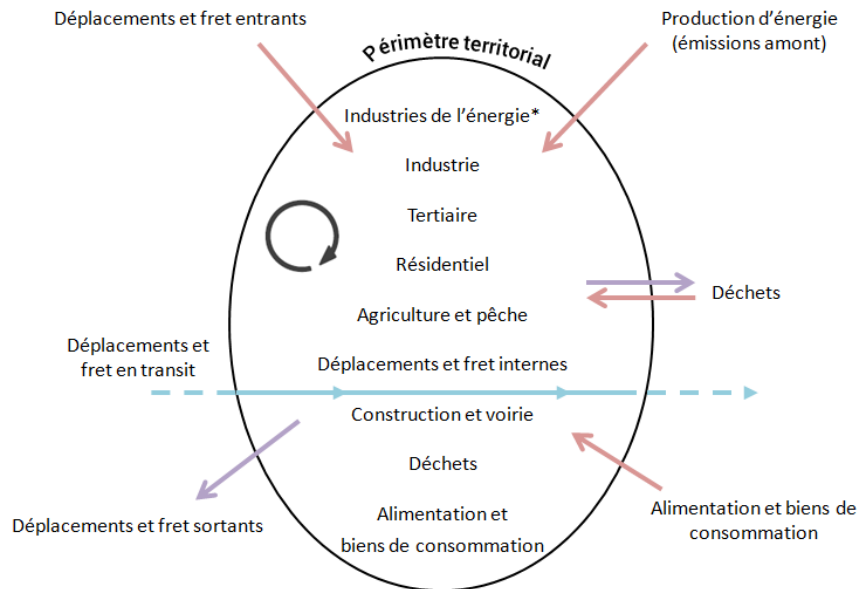 Déplacements et fret entrants
Production d'énergie
(émissions amont)
Périmètre territorial
Industries de l'énergie*
Industrie
Tertiaire
Résidentiel
Déchets
Agriculture et pêche
Déplacements et
fret en transit
Déplacements et fret internes
Construction et voirie
Déchets
Déplacements et fret sortants
Alimentation et
biens de consommation
Alimentation et biens de
consommation